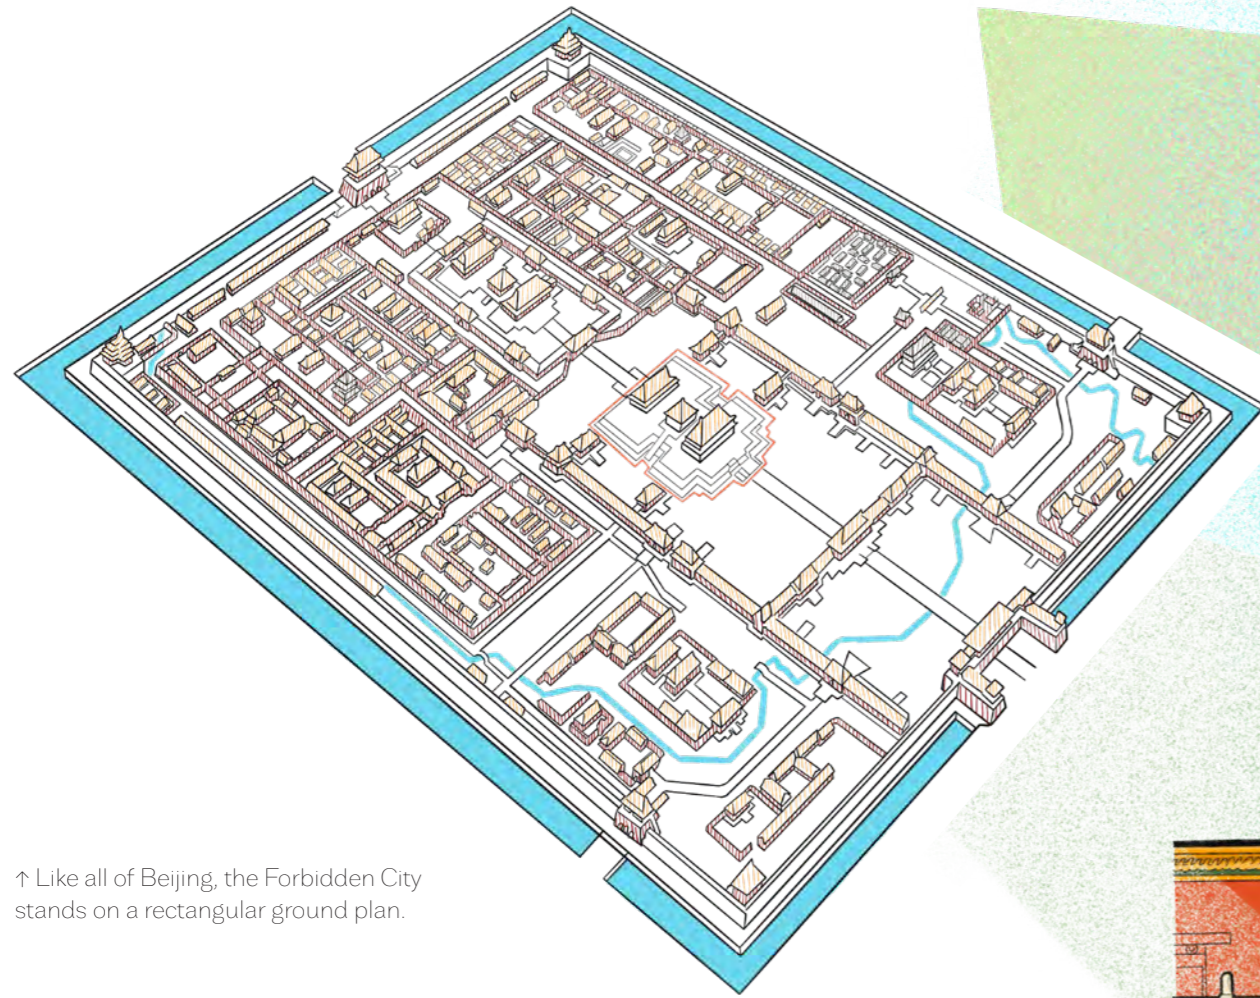 ↑ Like all of Beijing, the Forbidden City
stands on a rectangular ground plan.